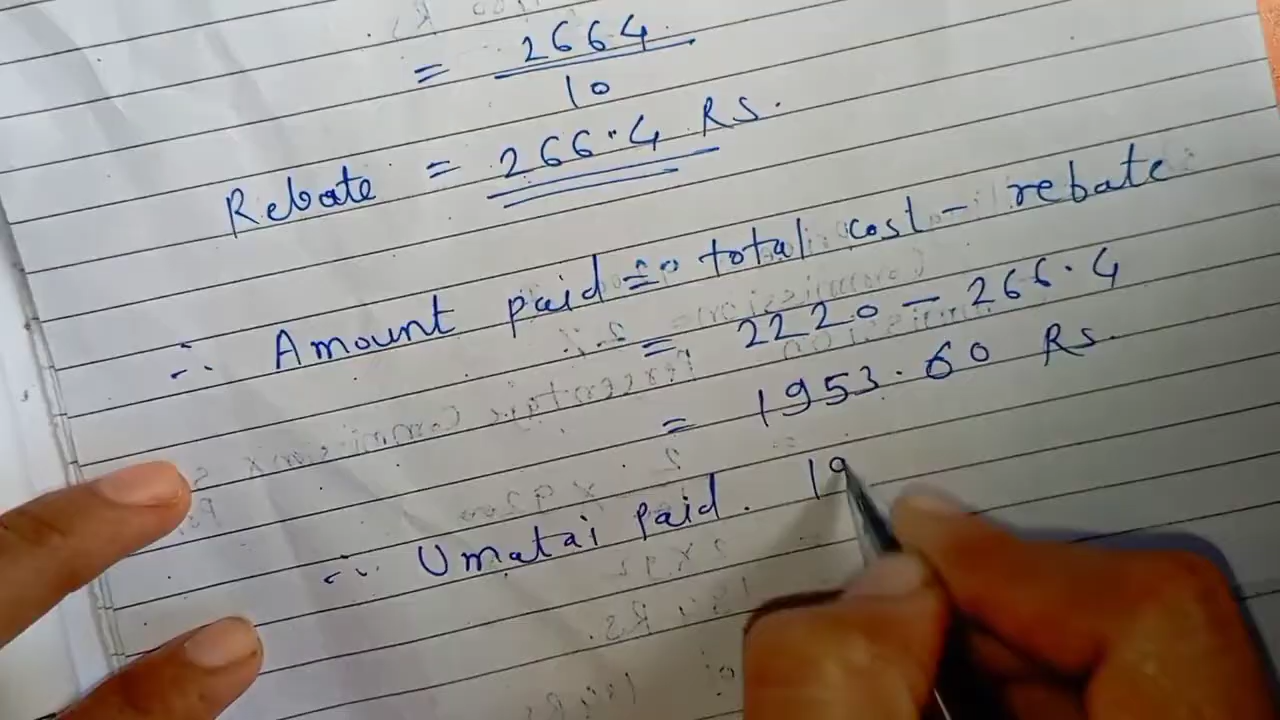 = 2664
10
Rebate = 266.4 Rs.
∴ Amount paid = total cost - rebate
= 2220 - 266.4
= 1953.60 Rs.
∴ Umatai paid. 19